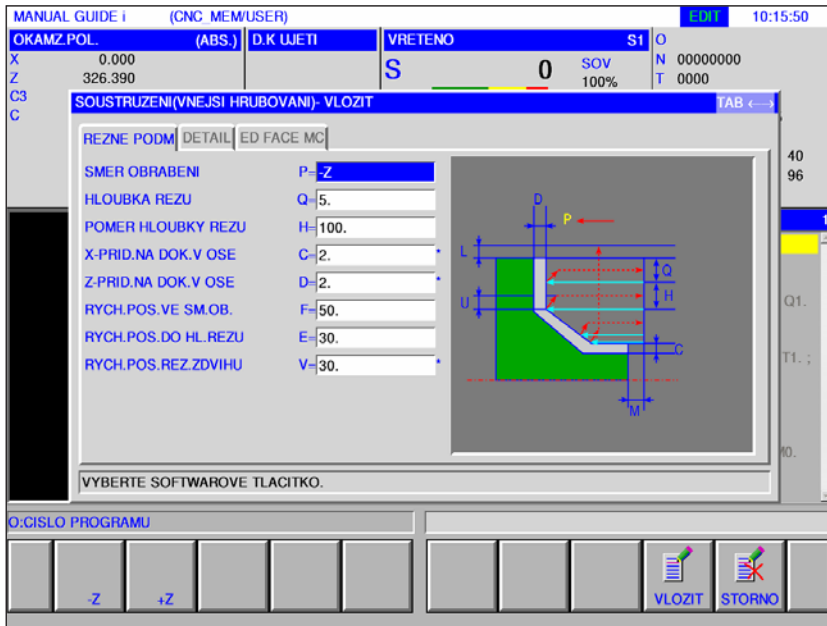 MANUAL GUIDE i (CNC_MEM/USER) EDIT 10:15:50
OKAMZ.POL. (ABS.) D.K UJETI VRETENO S1 O
X 0.000 S 0 SOV N 00000000
Z 326.390 100% T 0000
C3
C
SOUSTRUZENI(VNEJSI HRUBOVANI)- VLOZIT TAB ←→
REZNE PODM DETAIL ED FACE MC
40
96
SMER OBRABENI P=-Z
HLOUBKA REZU Q=5.
POMER HLOUBKY REZU H=100.
X-PRID.NA DOK.V OSE C=2. *
Z-PRID.NA DOK.V OSE D=2. *
RYCH.POS.VE SM.OB. F=50.
RYCH.POS.DO HL.REZU E=30.
RYCH.POS.REZ.ZDVIHU V=30. *
D
P
L
Q
U
H
C
M
1
Q1.
T1. ;
M0.
VYBERTE SOFTWAROVE TLACITKO.
O:CISLO PROGRAMU
-Z +Z VLOZIT STORNO